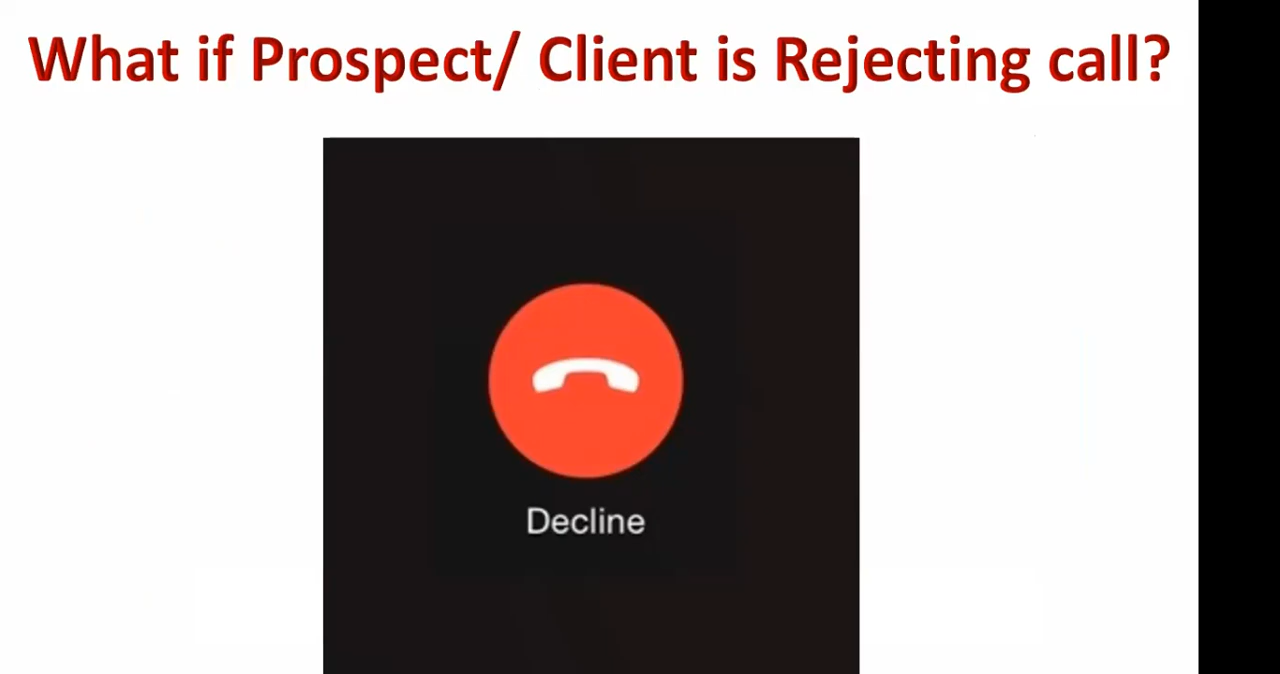 What if Prospect/ Client is Rejecting call?
Decline